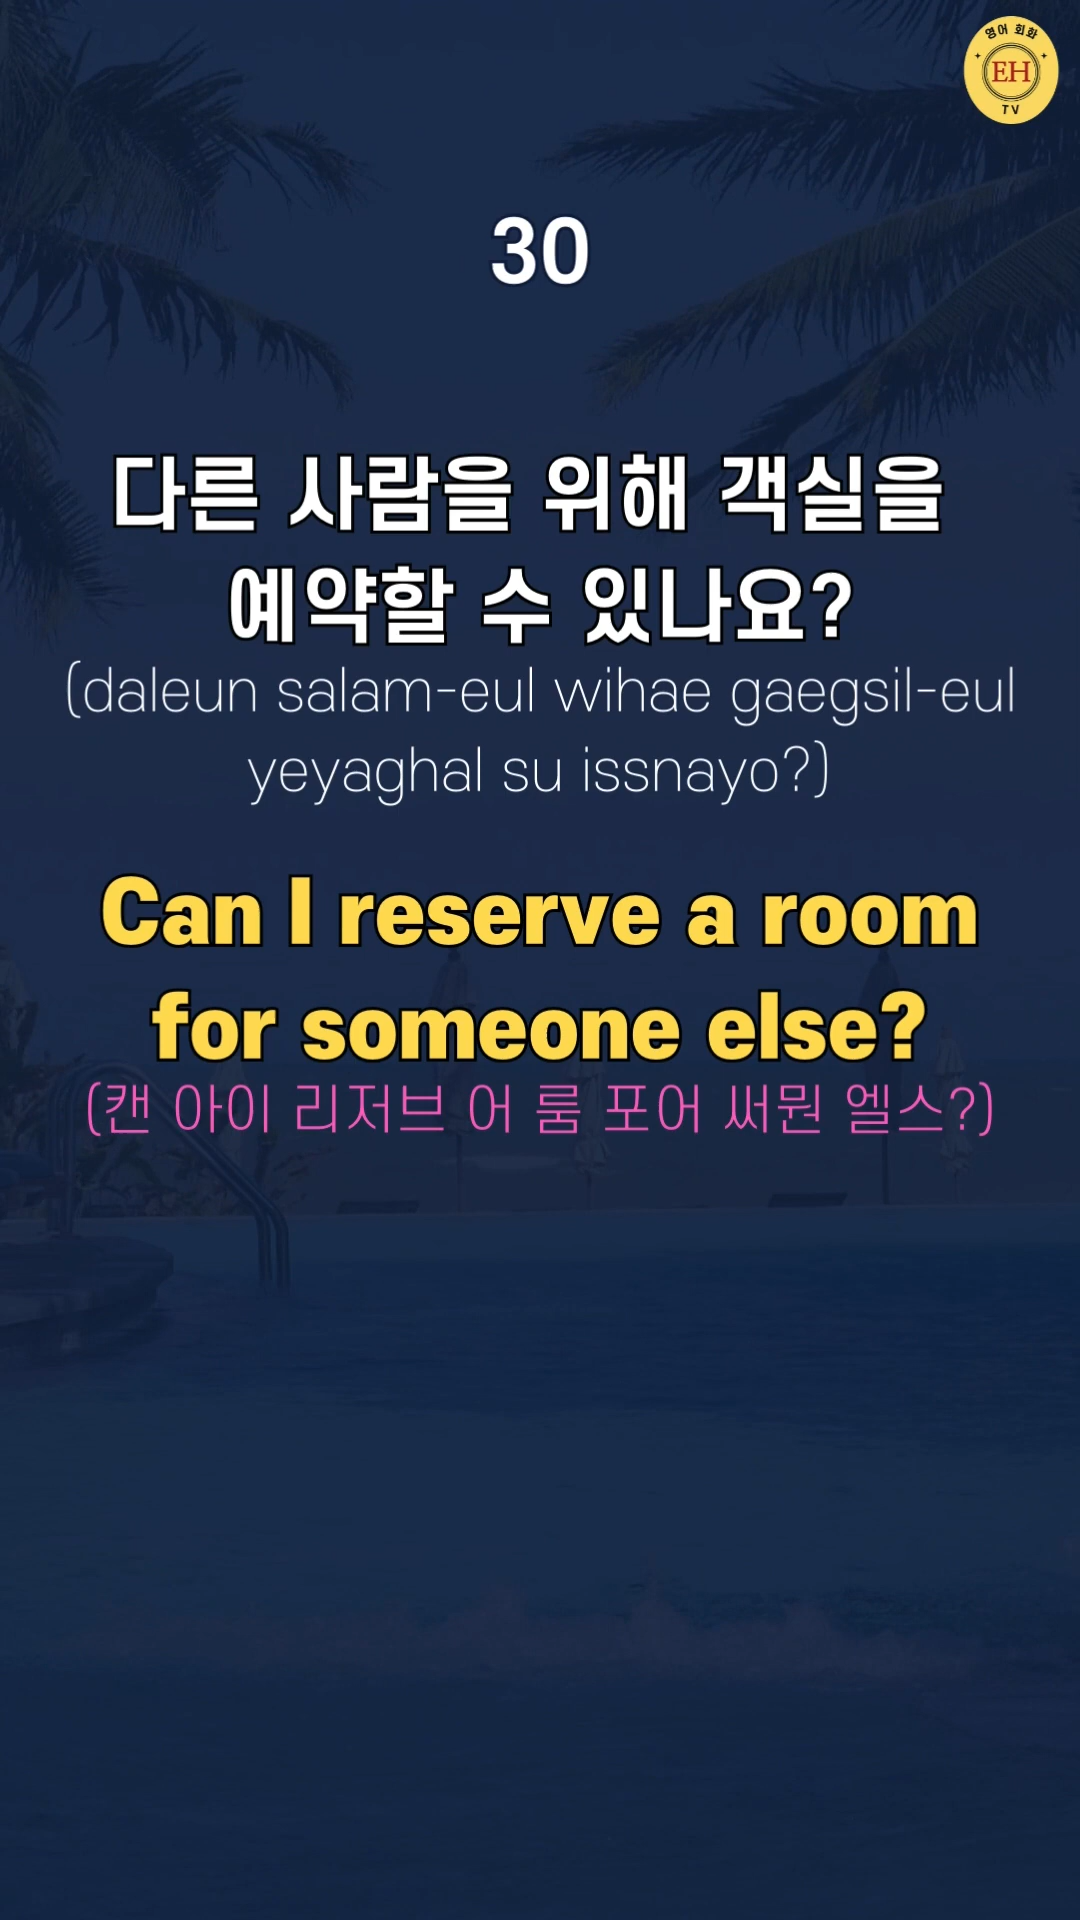 영어 회화
EH
TV
30
다른 사람을 위해 객실을
예약할 수 있나요?
(daleun salam-eul wihae gaegsil-eul
yeyaghal su issnayo?)
Can I reserve a room
for someone else?
(캔 아이 리저브 어 룸 포어 써뭔 엘스?)